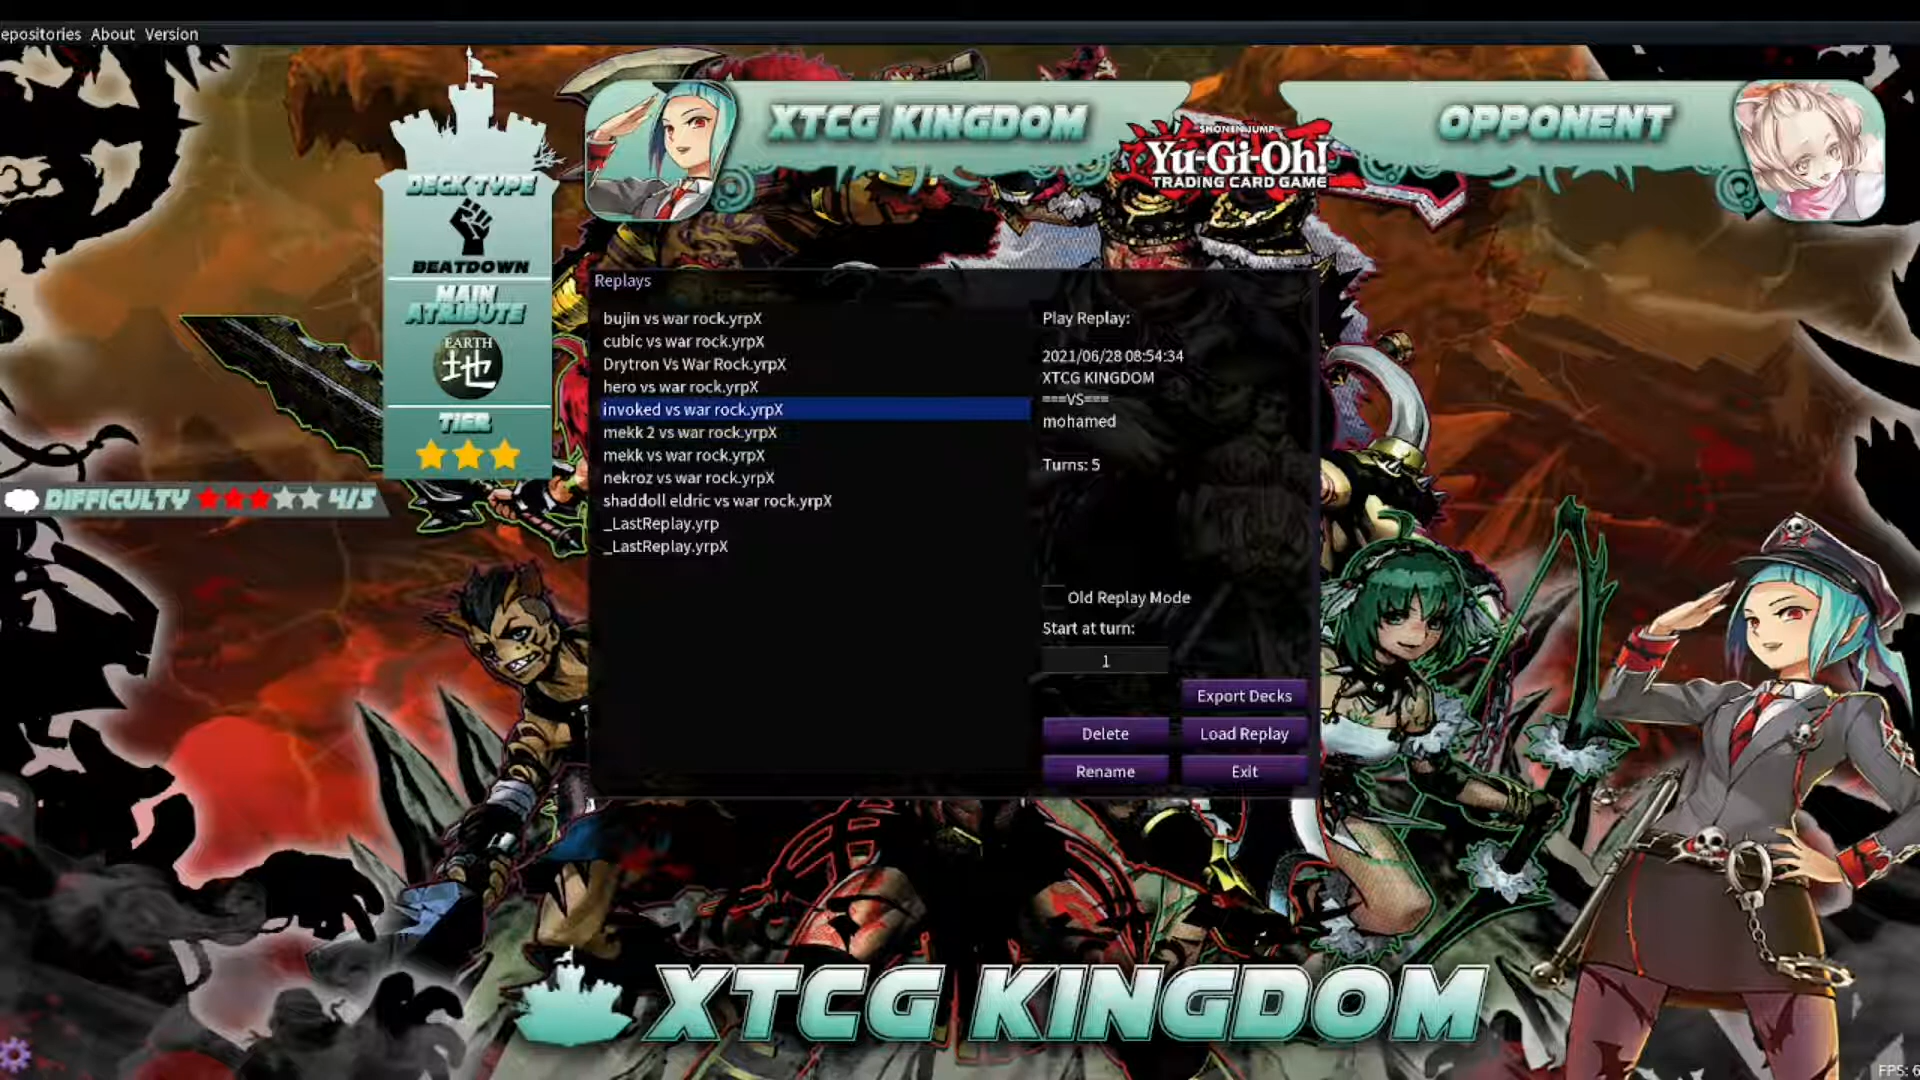 epositories About Version
XTCG KINGDOM
OPPONENT
SHONEN JUMP
Yu-Gi-Oh!
TRADING CARD GAME
DECK TYPE
BEATDOWN
MAIN
ATRIBUTE
EARTH
地
TIER
DIFFICULTY 4/5
Replays
bujin vs war rock.yrpX
cubic vs war rock.yrpX
Drytron Vs War Rock.yrpX
hero vs war rock.yrpX
invoked vs war rock.yrpX
mekk 2 vs war rock.yrpX
mekk vs war rock.yrpX
nekroz vs war rock.yrpX
shaddoll eldric vs war rock.yrpX
_LastReplay.yrp
_LastReplay.yrpX
Play Replay:
2021/06/28 08:54:34
XTCG KINGDOM
===VS===
mohamed
Turns: 5
Old Replay Mode
Start at turn:
1
Export Decks
Delete
Load Replay
Rename
Exit
XTCG KINGDOM
FPS: 6